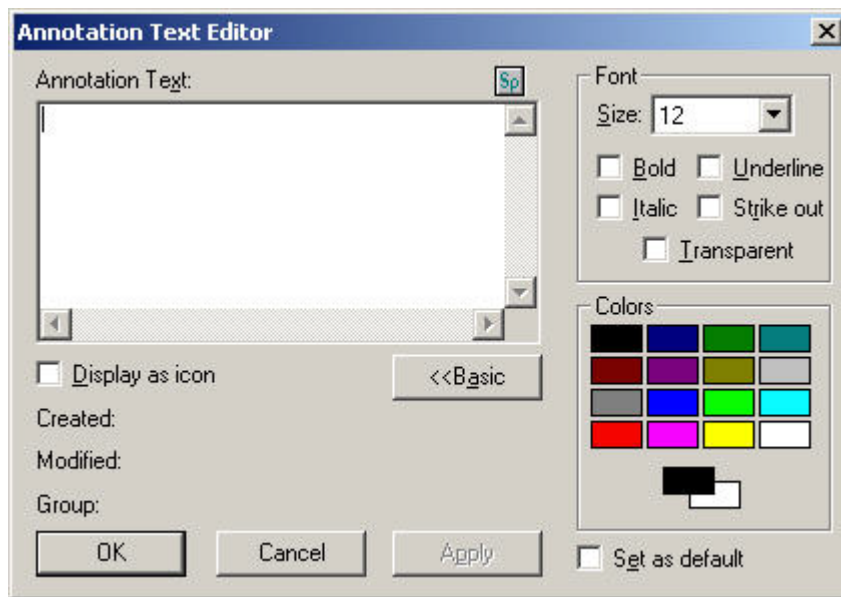 Annotation Text Editor
Annotation Text:
Sp
Display as icon
<<Basic
Created:
Modified:
Group:
OK
Cancel
Apply
Font
Size: 12
Bold
Underline
Italic
Strike out
Transparent
Colors
Set as default